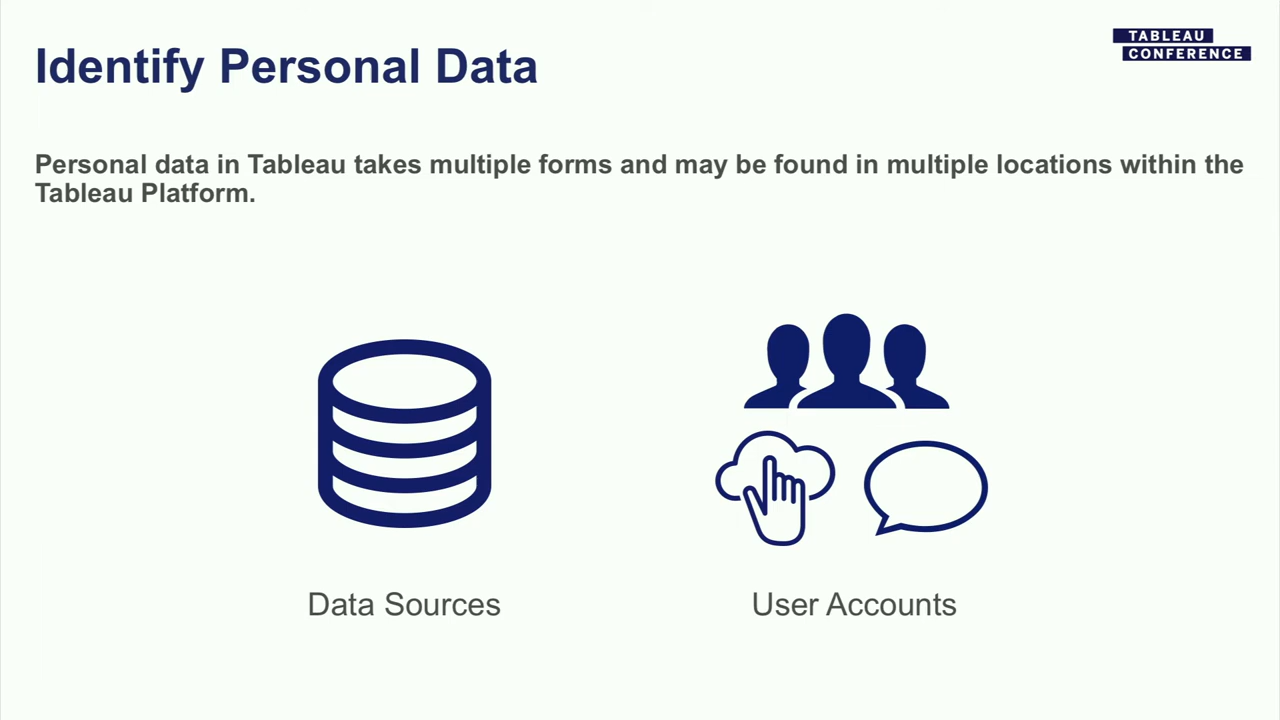 Identify Personal Data
TABLEAU
CONFERENCE
Personal data in Tableau takes multiple forms and may be found in multiple locations within the
Tableau Platform.
Data Sources
User Accounts